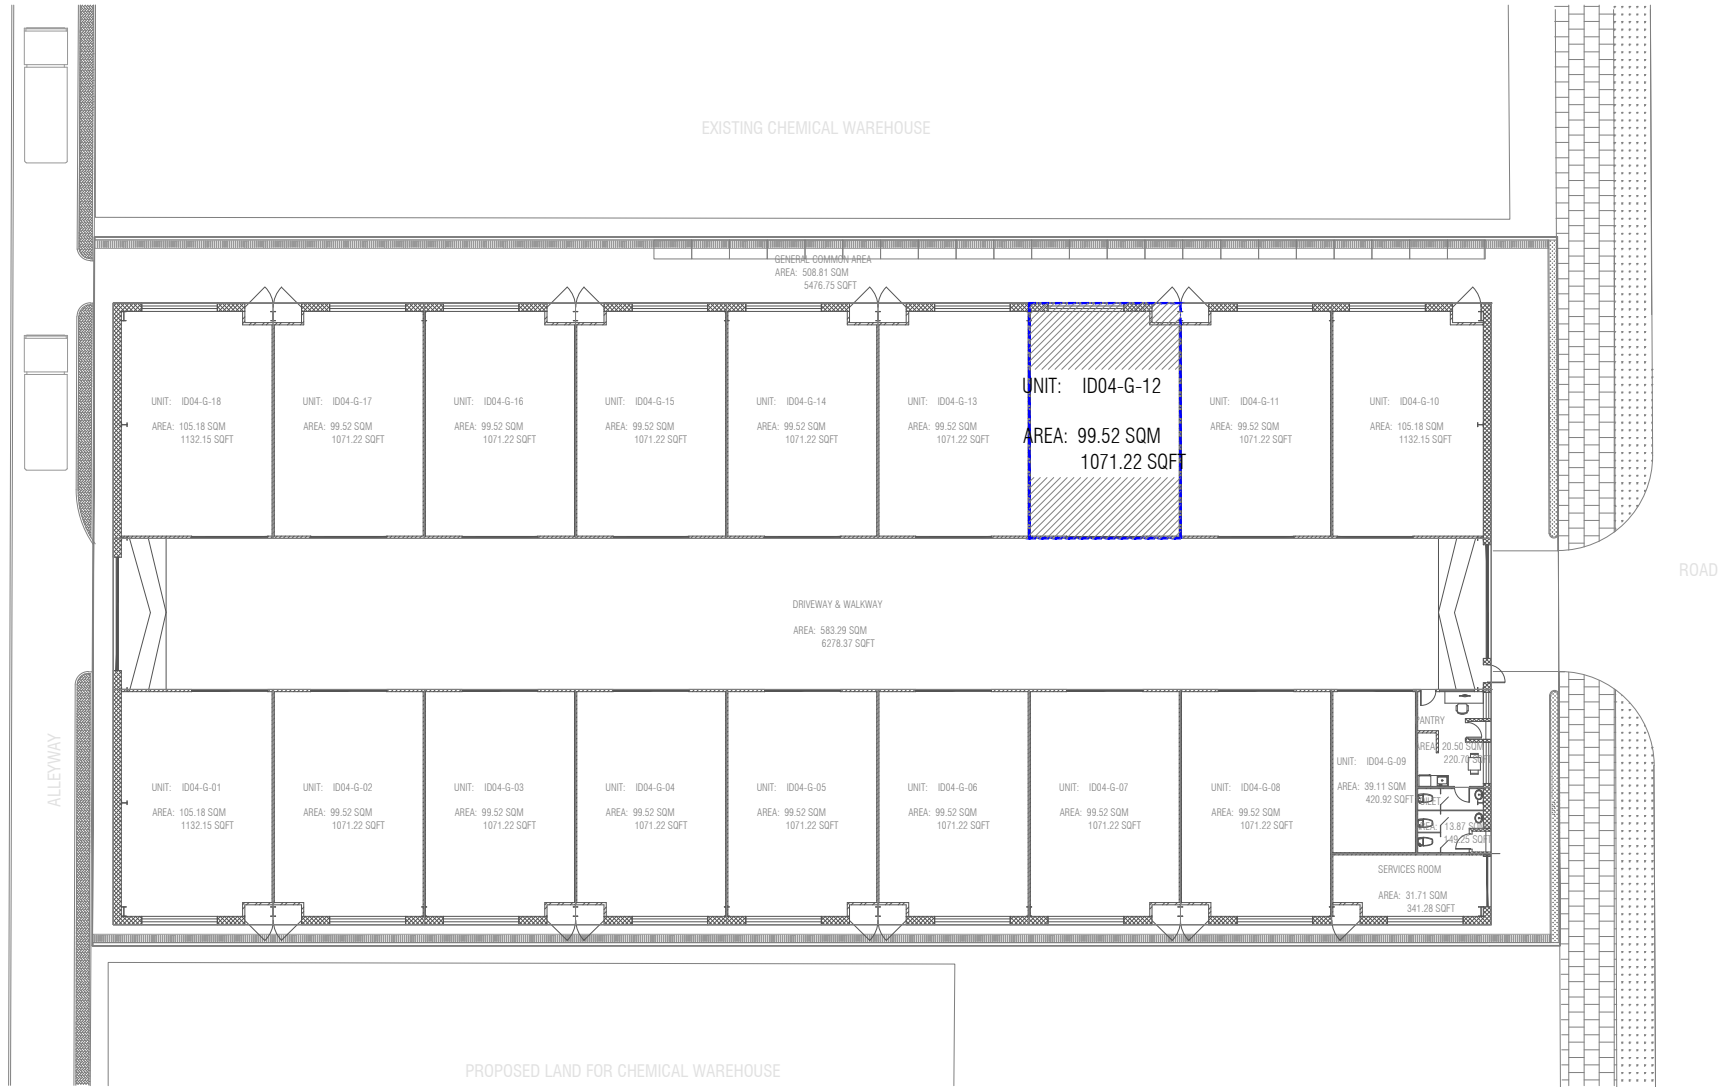 EXISTING CHEMICAL WAREHOUSE
GENERAL COMMON AREA
AREA: 508.81 SQM
5476.75 SQFT
UNIT: ID04-G-18
AREA: 105.18 SQM
1132.15 SQFT
UNIT: ID04-G-17
AREA: 99.52 SQM
1071.22 SQFT
UNIT: ID04-G-16
AREA: 99.52 SQM
1071.22 SQFT
UNIT: ID04-G-15
AREA: 99.52 SQM
1071.22 SQFT
UNIT: ID04-G-14
AREA: 99.52 SQM
1071.22 SQFT
UNIT: ID04-G-13
AREA: 99.52 SQM
1071.22 SQFT
UNIT: ID04-G-12
AREA: 99.52 SQM
1071.22 SQFT
UNIT: ID04-G-11
AREA: 99.52 SQM
1071.22 SQFT
UNIT: ID04-G-10
AREA: 105.18 SQM
1132.15 SQFT
ROAD
DRIVEWAY & WALKWAY
AREA: 583.29 SQM
6278.37 SQFT
ALLEYWAY
UNIT: ID04-G-01
AREA: 105.18 SQM
1132.15 SQFT
UNIT: ID04-G-02
AREA: 99.52 SQM
1071.22 SQFT
UNIT: ID04-G-03
AREA: 99.52 SQM
1071.22 SQFT
UNIT: ID04-G-04
AREA: 99.52 SQM
1071.22 SQFT
UNIT: ID04-G-05
AREA: 99.52 SQM
1071.22 SQFT
UNIT: ID04-G-06
AREA: 99.52 SQM
1071.22 SQFT
UNIT: ID04-G-07
AREA: 99.52 SQM
1071.22 SQFT
UNIT: ID04-G-08
AREA: 99.52 SQM
1071.22 SQFT
UNIT: ID04-G-09
AREA: 39.11 SQM
420.92 SQFT
PANTRY
AREA: 20.50 SQM
220.70 SQFT
TOILET
AREA: 13.87 SQM
149.25 SQFT
SERVICES ROOM
AREA: 31.71 SQM
341.28 SQFT
PROPOSED LAND FOR CHEMICAL WAREHOUSE